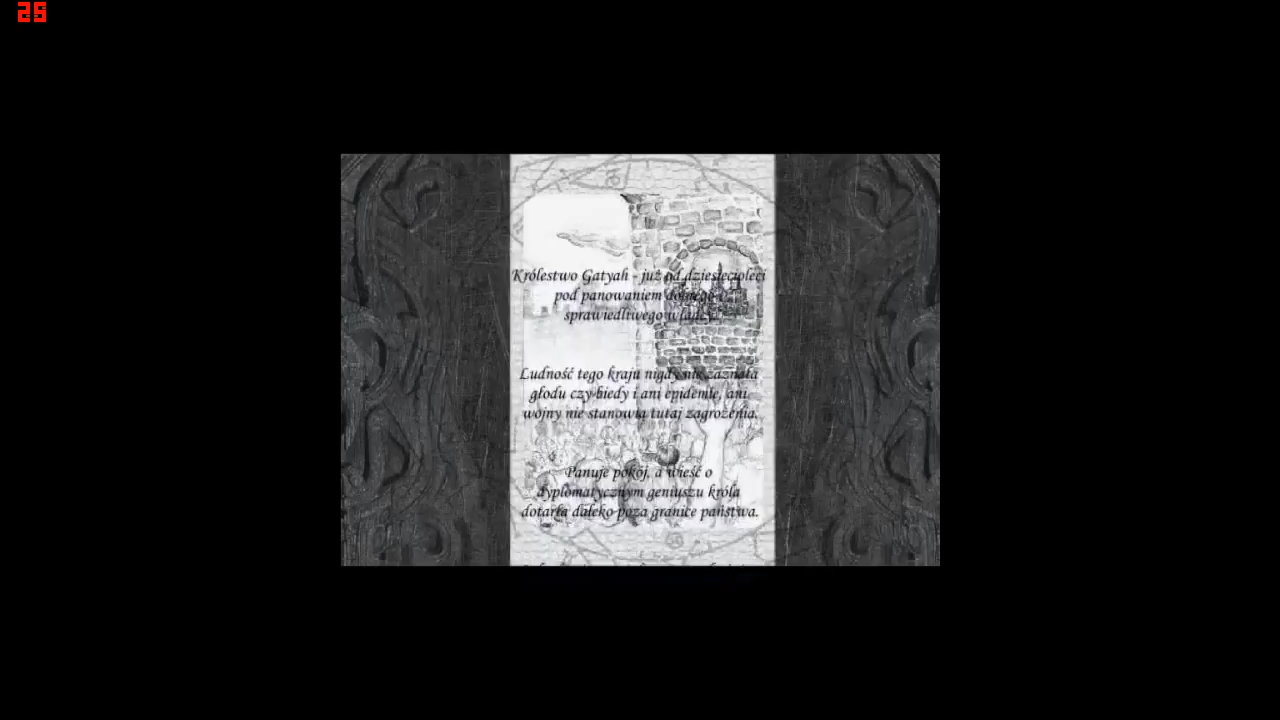 25
Królestwo Gatyah - już od dziesięcioleci
pod panowaniem dobrego i
sprawiedliwego władcy.
Ludność tego kraju nigdy nie zaznała
głodu czy biedy i ani epidemie, ani
wojny nie stanowią tutaj zagrożenia.
Panuje pokój, a wieść o
dyplomatycznym geniuszu króla
dotarła daleko poza granice państwa.